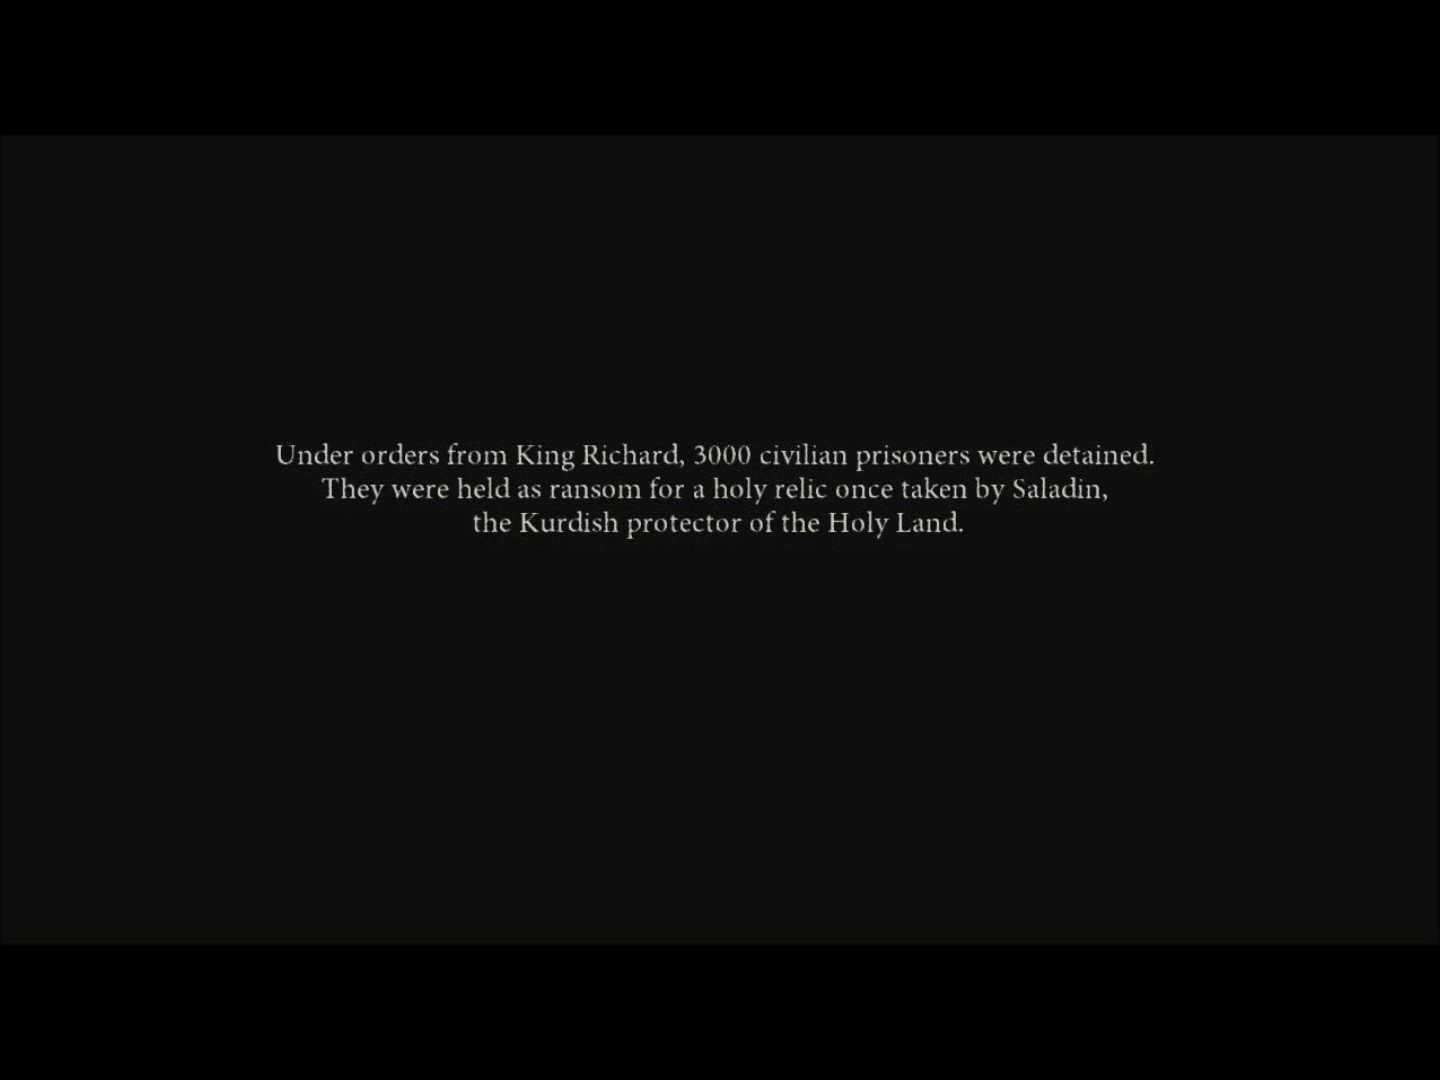 Under orders from King Richard, 3000 civilian prisoners were detained.
They were held as ransom for a holy relic once taken by Saladin,
the Kurdish protector of the Holy Land.